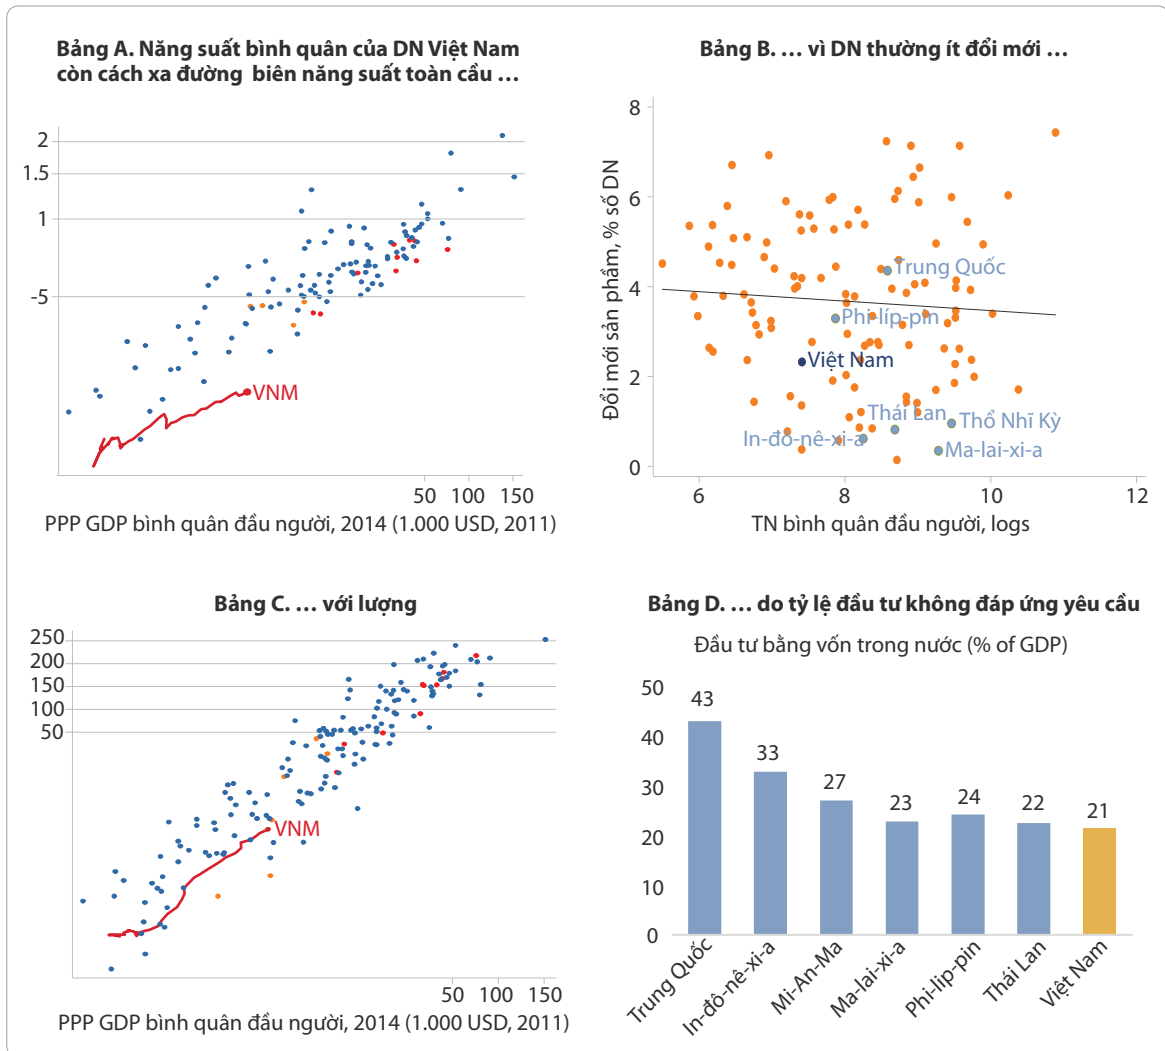 Bảng A. Năng suất bình quân của DN Việt Nam
còn cách xa đường biên năng suất toàn cầu ...
2
1.5
1
-5
VNM
50 100 150
PPP GDP bình quân đầu người, 2014 (1.000 USD, 2011)
Bảng B. ... vì DN thường ít đổi mới ...
Đổi mới sản phẩm, % số DN
8
6
4
2
0
Trung Quốc
Phi-líp-pin
Việt Nam
Thái Lan
Thổ Nhĩ Kỳ
In-đô-nê-xi-a
Ma-lai-xi-a
6 8 10 12
TN bình quân đầu người, logs
Bảng C. ... với lượng
250
200
150
100
50
VNM
50 100 150
PPP GDP bình quân đầu người, 2014 (1.000 USD, 2011)
Bảng D. ... do tỷ lệ đầu tư không đáp ứng yêu cầu
Đầu tư bằng vốn trong nước (% of GDP)
50
40
30
20
10
0
43
33
27
23
24
22
21
Trung Quốc
In-đô-nê-xi-a
Mi-An-Ma
Ma-lai-xi-a
Phi-lip-pin
Thái Lan
Việt Nam